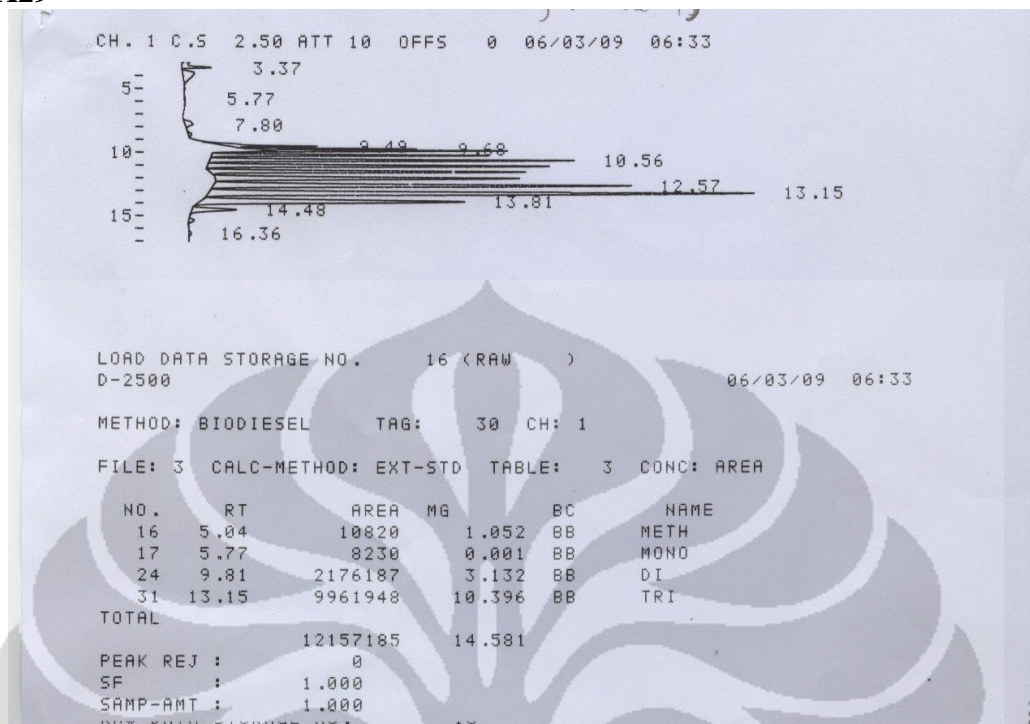 CH. 1 C.S 2.50 ATT 10 OFFS 0 06/03/09 06:33
3.37
5-
5.77
7.80
9.49 9.68
10-
10.56
12.57 13.15
13.81
14.48
15-
16.36
LOAD DATA STORAGE NO. 16 (RAW )
D-2500 06/03/09 06:33
METHOD: BIODIESEL TAG: 30 CH: 1
FILE: 3 CALC-METHOD: EXT-STD TABLE: 3 CONC: AREA
NO. RT AREA MG BC NAME
16 5.04 10820 1.052 BB METH
17 5.77 8230 0.001 BB MONO
24 9.81 2176187 3.132 BB DI
31 13.15 9961948 10.396 BB TRI
TOTAL
12157185 14.581
PEAK REJ : 0
SF : 1.000
SAMP-AMT : 1.000